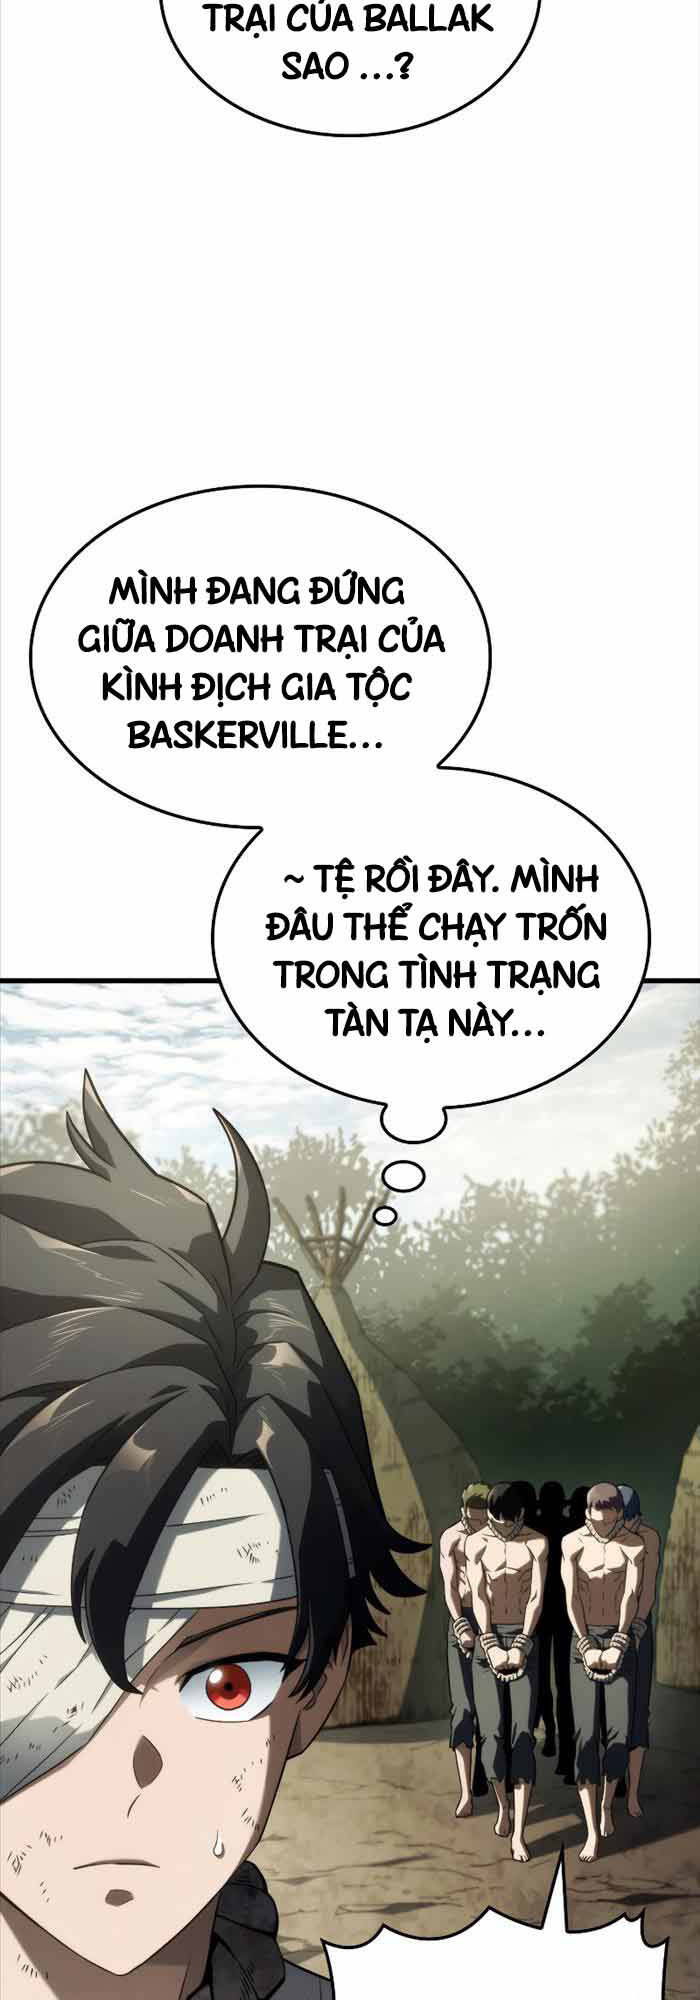 TRẠI CỦA BALLAK
SAO ...?
MÌNH ĐANG ĐỨNG
GIỮA DOANH TRẠI CỦA
KÌNH ĐỊCH GIA TỘC
BASKERVILLE...
~ TỆ RỒI ĐÂY. MÌNH
ĐÂU THỂ CHẠY TRỐN
TRONG TÌNH TRẠNG
TÀN TẠ NÀY...